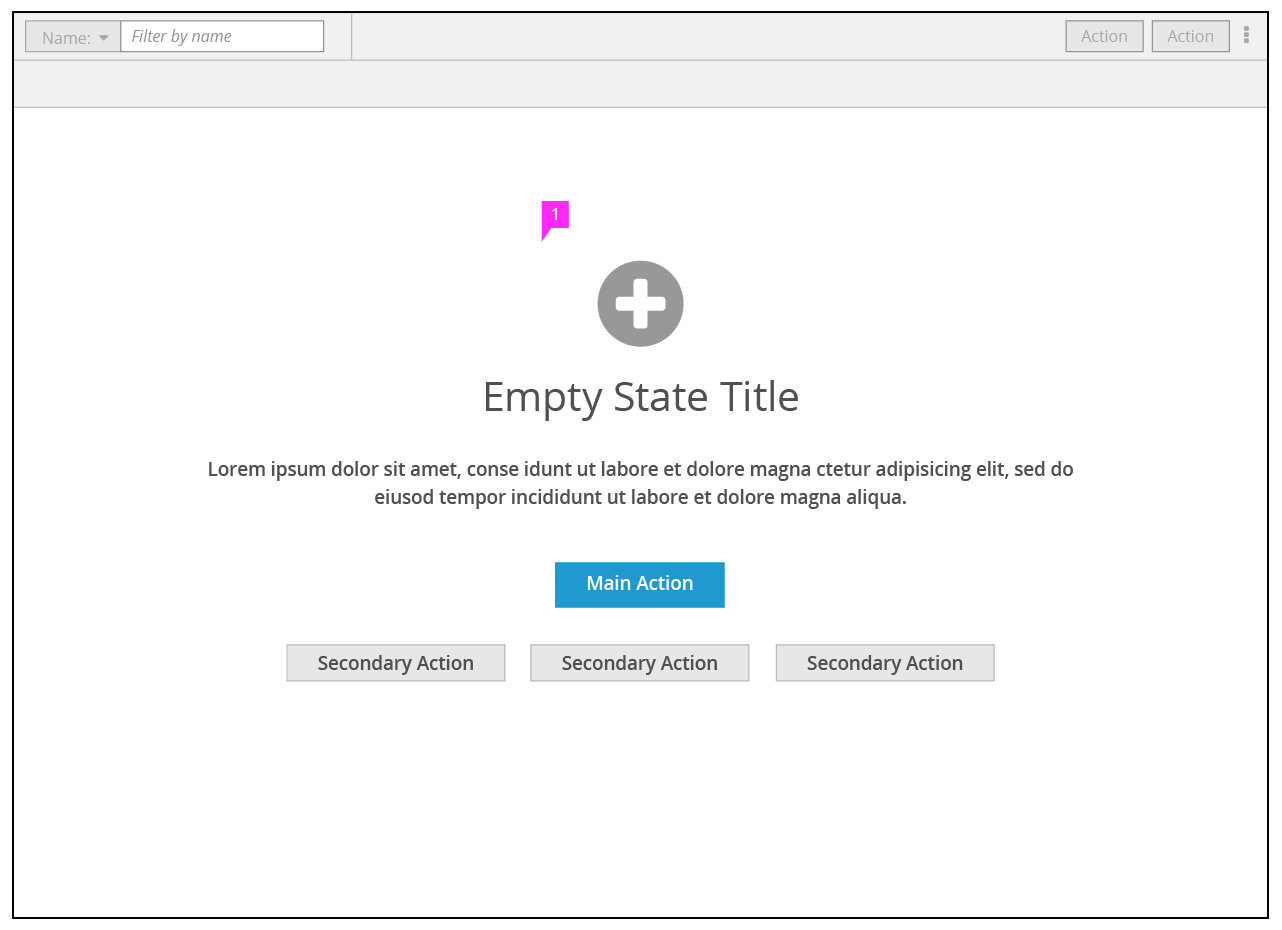 Name: Filter by name Action Action
1
Empty State Title
Lorem ipsum dolor sit amet, conse idunt ut labore et dolore magna ctetur adipisicing elit, sed do
eiusod tempor incididunt ut labore et dolore magna aliqua.
Main Action
Secondary Action Secondary Action Secondary Action